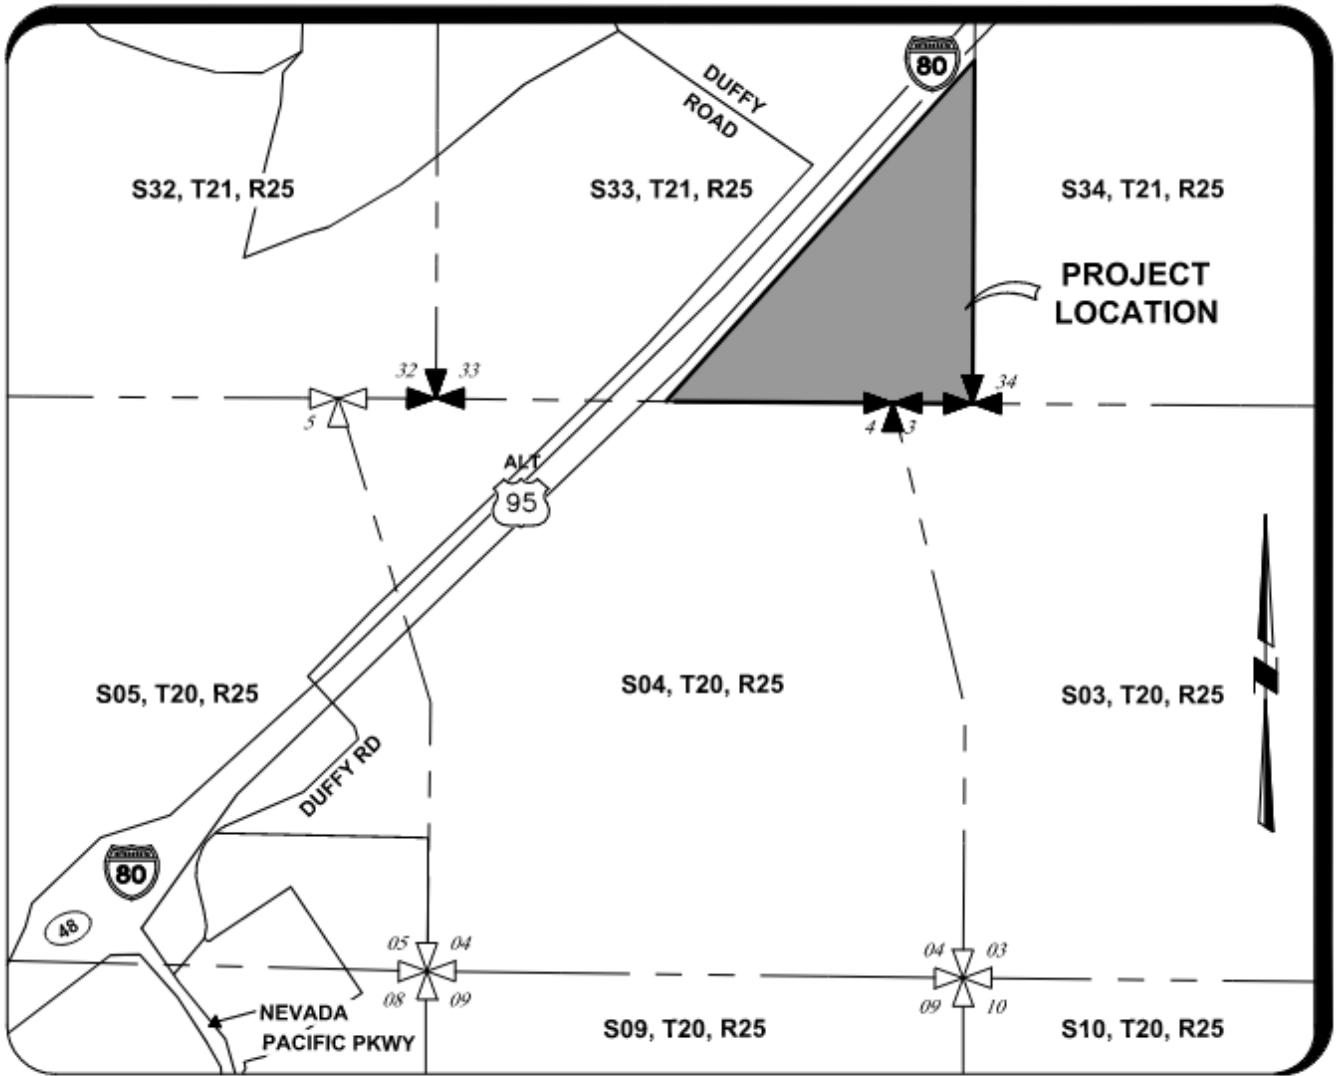 80
DUFFY
ROAD
S32, T21, R25
S33, T21, R25
S34, T21, R25
PROJECT
LOCATION
32
33
34
5
4
3
ALT
95
S05, T20, R25
S04, T20, R25
S03, T20, R25
DUFFY RD
80
48
05
04
04
03
08
09
09
10
NEVADA
PACIFIC PKWY
S09, T20, R25
S10, T20, R25
N